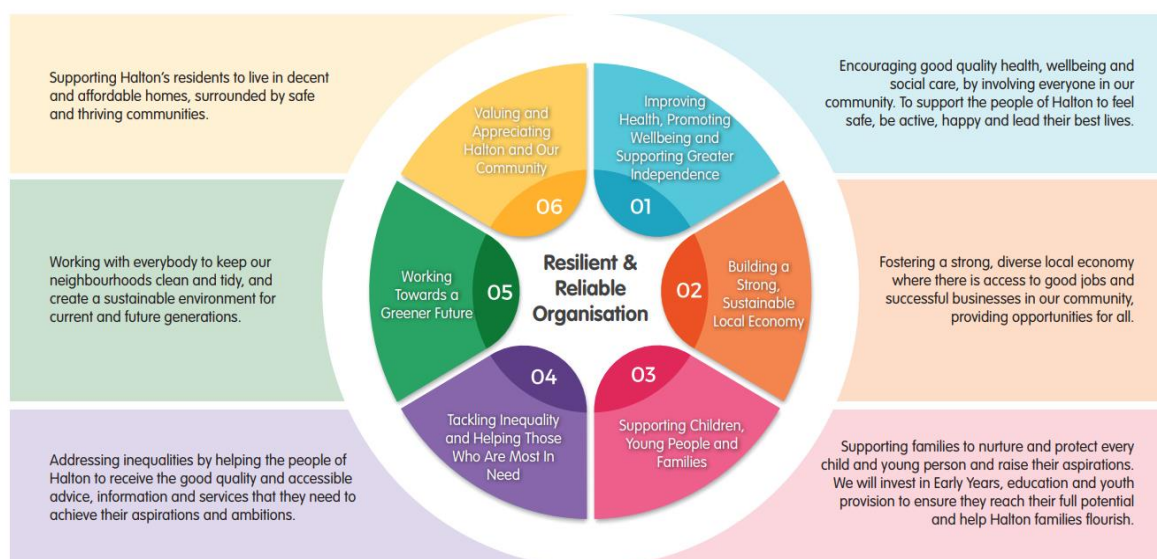 Supporting Halton's residents to live in decent
and affordable homes, surrounded by safe
and thriving communities.
Working with everybody to keep our
neighbourhoods clean and tidy, and
create a sustainable environment for
current and future generations.
Addressing inequalities by helping the people of
Halton to receive the good quality and accessible
advice, information and services that they need to
achieve their aspirations and ambitions.
Valuing and
Appreciating
Halton and Our
Community
06
Improving
Health, Promoting
Wellbeing and
Supporting Greater
Independence
01
Working
Towards a
Greener Future
05
Resilient &
Reliable
Organisation
02
Building a
Strong,
Sustainable
Local Economy
04
Tackling Inequality
and Helping Those
Who Are Most In
Need
03
Supporting Children,
Young People and
Families
Encouraging good quality health, wellbeing and
social care, by involving everyone in our
community. To support the people of Halton to feel
safe, be active, happy and lead their best lives.
Fostering a strong, diverse local economy
where there is access to good jobs and
successful businesses in our community,
providing opportunities for all.
Supporting families to nurture and protect every
child and young person and raise their aspirations.
We will invest in Early Years, education and youth
provision to ensure they reach their full potential
and help Halton families flourish.